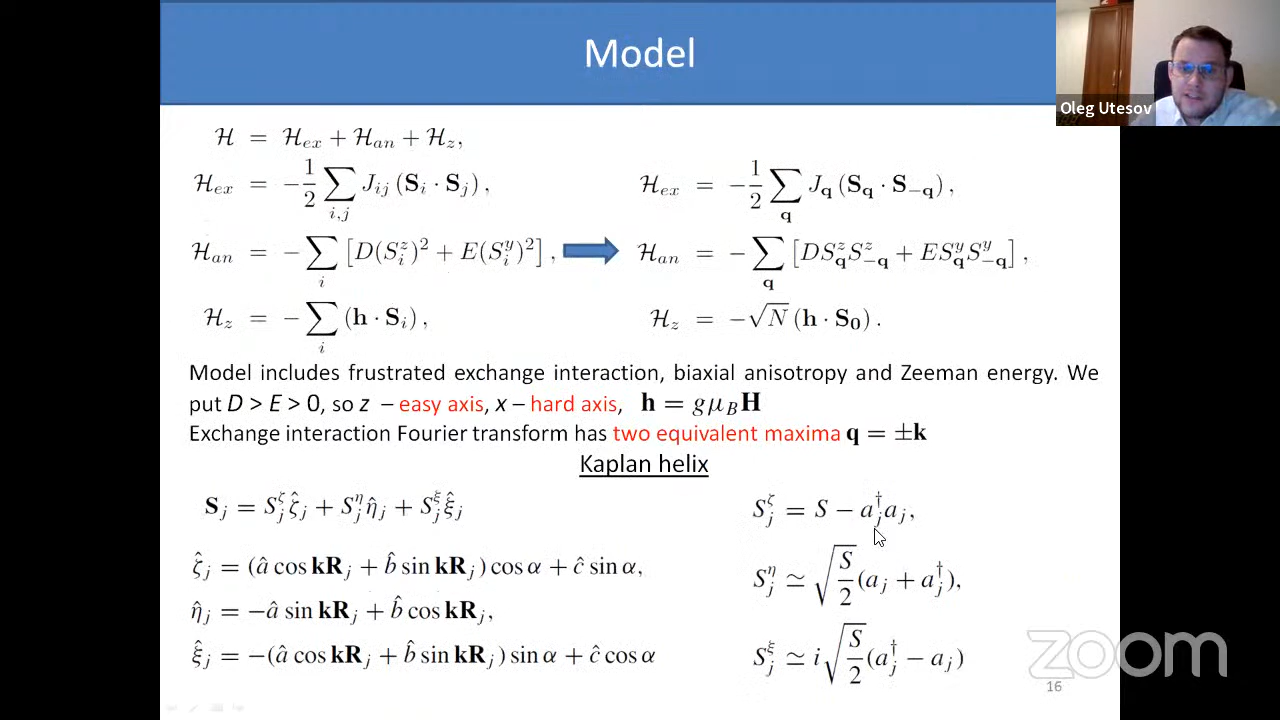 Model
Oleg Utesov
ℋ = ℋ_ex + ℋ_an + ℋ_z,
ℋ_ex = −1/2 ∑_{i,j} J_ij (S_i · S_j),
ℋ_ex = −1/2 ∑_q J_q (S_q · S_−q),
ℋ_an = −∑_i [D(S_i^z)^2 + E(S_i^y)^2],
ℋ_an = −∑_q [DS_q^z S_−q^z + ES_q^y S_−q^y],
ℋ_z = −∑_i (h · S_i),
ℋ_z = −√N (h · S_0).
Model includes frustrated exchange interaction, biaxial anisotropy and Zeeman energy. We
put D > E > 0, so z – easy axis, x – hard axis, h = gμ_B H
Exchange interaction Fourier transform has two equivalent maxima q = ±k
Kaplan helix
S_j = S_j^ζ ζ̂_j + S_j^η η̂_j + S_j^ξ ξ̂_j
S_j^ζ = S − a_j^† a_j,
ζ̂_j = (â cos kR_j + b̂ sin kR_j) cos α + ĉ sin α,
S_j^η ≃ √(S/2) (a_j + a_j^†),
η̂_j = −â sin kR_j + b̂ cos kR_j,
ξ̂_j = −(â cos kR_j + b̂ sin kR_j) sin α + ĉ cos α
S_j^ξ ≃ i√(S/2) (a_j^† − a_j)
zoom
16